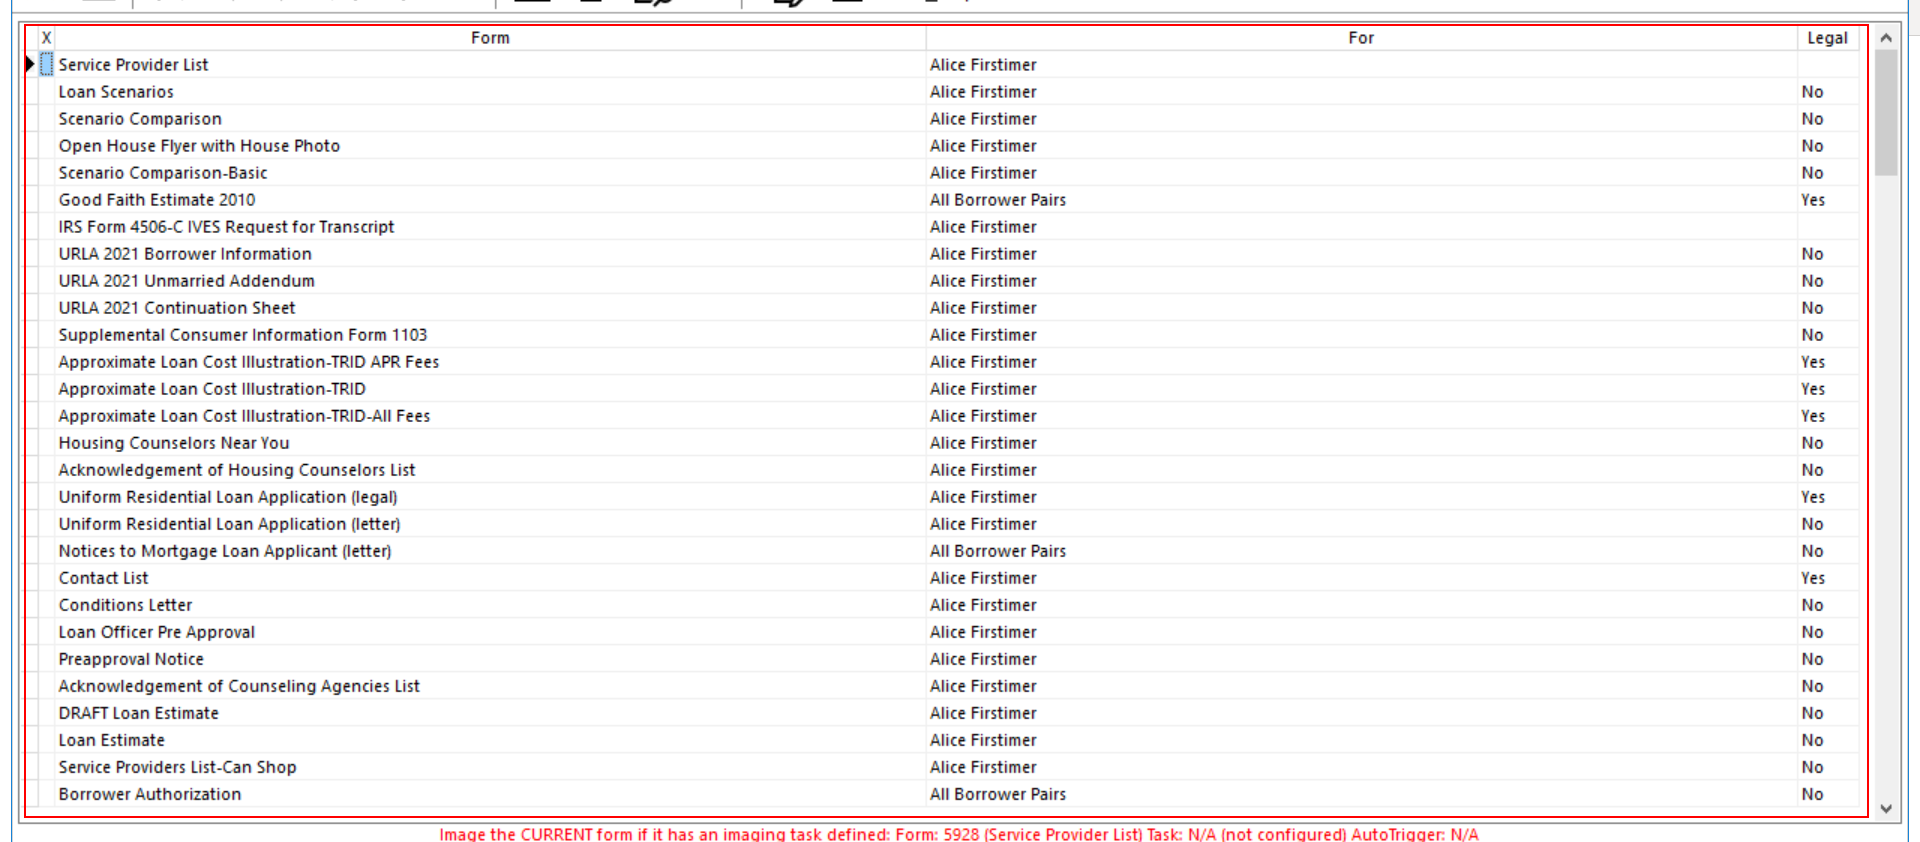 X Form For Legal
Service Provider List Alice Firstimer
Loan Scenarios Alice Firstimer No
Scenario Comparison Alice Firstimer No
Open House Flyer with House Photo Alice Firstimer No
Scenario Comparison-Basic Alice Firstimer No
Good Faith Estimate 2010 All Borrower Pairs Yes
IRS Form 4506-C IVES Request for Transcript Alice Firstimer
URLA 2021 Borrower Information Alice Firstimer No
URLA 2021 Unmarried Addendum Alice Firstimer No
URLA 2021 Continuation Sheet Alice Firstimer No
Supplemental Consumer Information Form 1103 Alice Firstimer No
Approximate Loan Cost Illustration-TRID APR Fees Alice Firstimer Yes
Approximate Loan Cost Illustration-TRID Alice Firstimer Yes
Approximate Loan Cost Illustration-TRID-All Fees Alice Firstimer Yes
Housing Counselors Near You Alice Firstimer No
Acknowledgement of Housing Counselors List Alice Firstimer No
Uniform Residential Loan Application (legal) Alice Firstimer Yes
Uniform Residential Loan Application (letter) Alice Firstimer No
Notices to Mortgage Loan Applicant (letter) All Borrower Pairs No
Contact List Alice Firstimer Yes
Conditions Letter Alice Firstimer No
Loan Officer Pre Approval Alice Firstimer No
Preapproval Notice Alice Firstimer No
Acknowledgement of Counseling Agencies List Alice Firstimer No
DRAFT Loan Estimate Alice Firstimer No
Loan Estimate Alice Firstimer No
Service Providers List-Can Shop Alice Firstimer No
Borrower Authorization All Borrower Pairs No
Image the CURRENT form if it has an imaging task defined: Form: 5928 (Service Provider List) Task: N/A (not configured) AutoTrigger: N/A